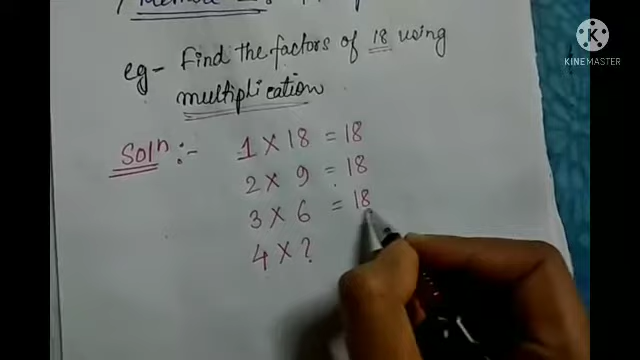 eg- Find the factors of 18 using
multiplication
Solⁿ :- 1 × 18 = 18
2 × 9 = 18
3 × 6 = 18
4 × ?
KINEMASTER